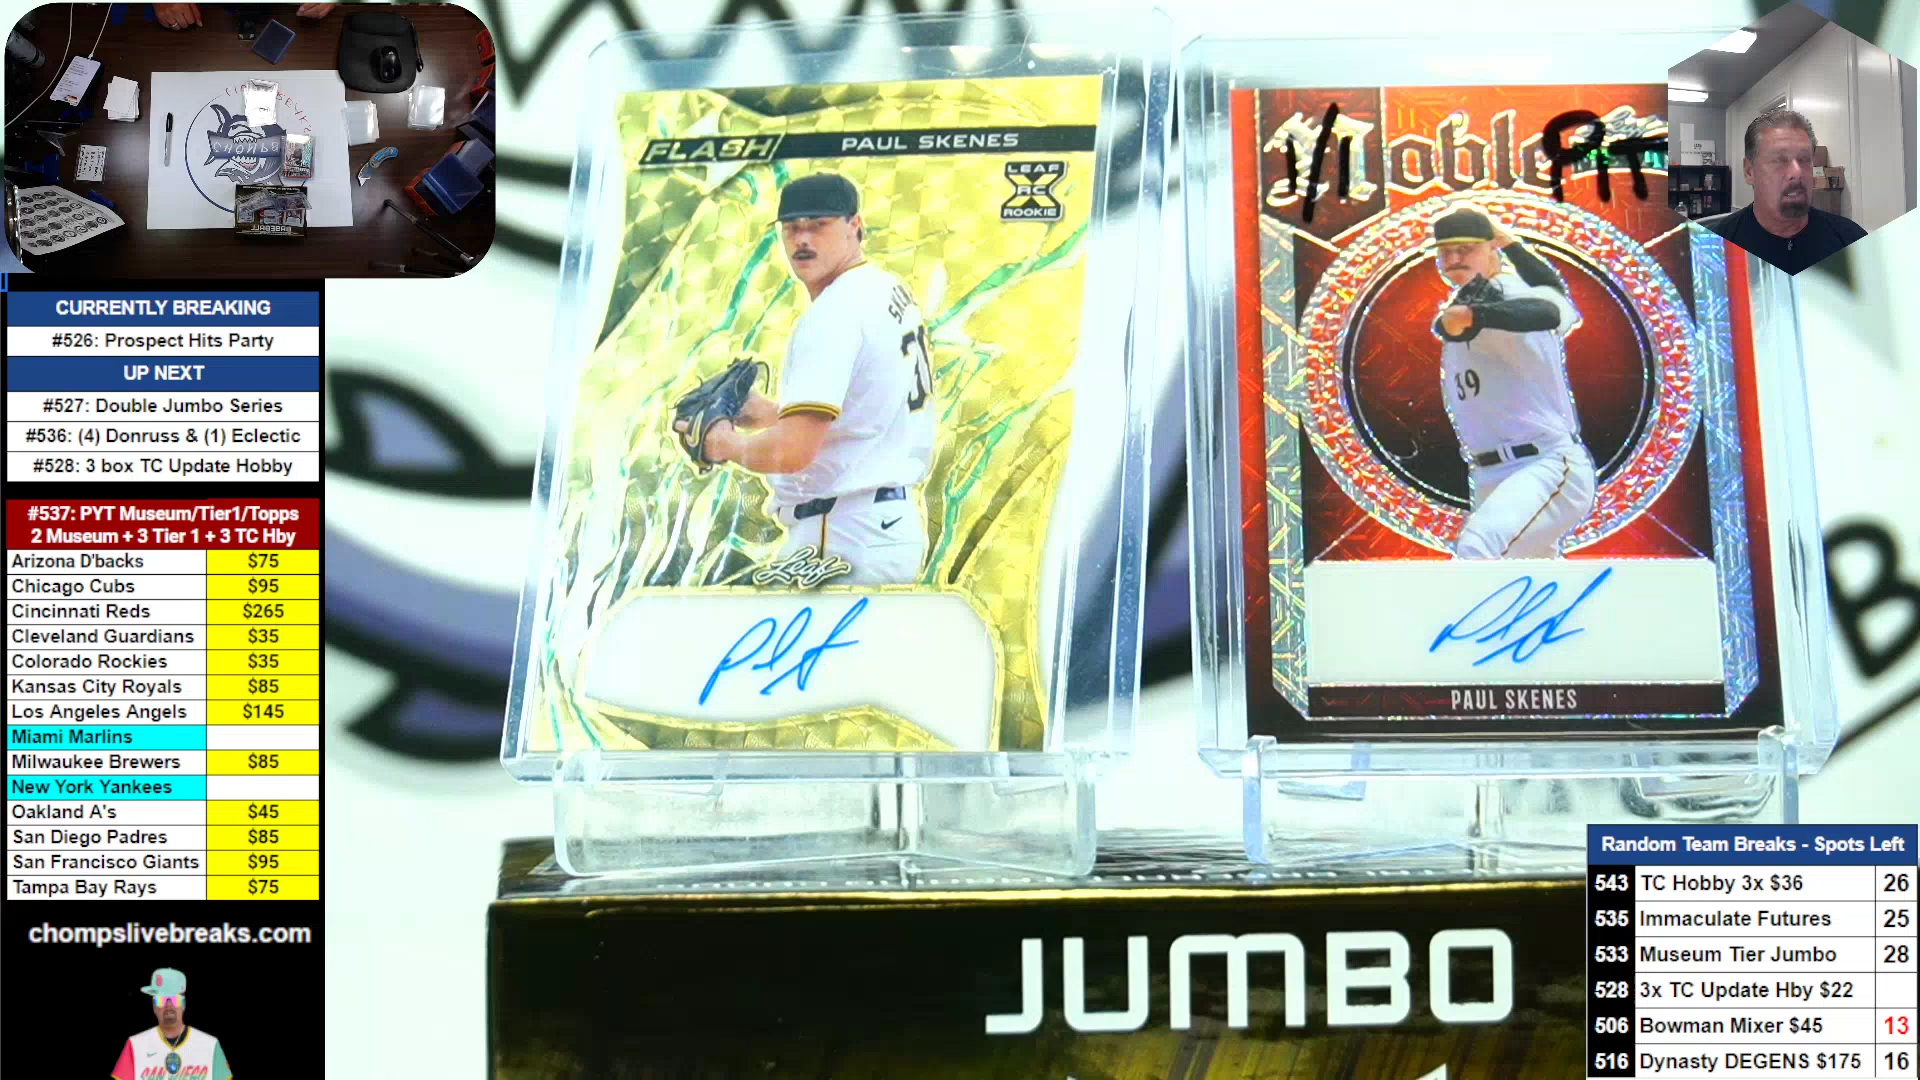 CURRENTLY BREAKING
#526: Prospect Hits Party
UP NEXT
#527: Double Jumbo Series
#536: (4) Donruss & (1) Eclectic
#528: 3 box TC Update Hobby
#537: PYT Museum/Tier1/Topps
2 Museum + 3 Tier 1 + 3 TC Hby
Arizona D'backs $75
Chicago Cubs $95
Cincinnati Reds $265
Cleveland Guardians $35
Colorado Rockies $35
Kansas City Royals $85
Los Angeles Angels $145
Miami Marlins
Milwaukee Brewers $85
New York Yankees
Oakland A's $45
San Diego Padres $85
San Francisco Giants $95
Tampa Bay Rays $75
chompslivebreaks.com
FLASH PAUL SKENES
LEAF
RC
ROOKIE
Leaf
1/1 PIT
Noble
39
PAUL SKENES
JUMBO
B
Random Team Breaks - Spots Left
543 TC Hobby 3x $36 26
535 Immaculate Futures 25
533 Museum Tier Jumbo 28
528 3x TC Update Hby $22
506 Bowman Mixer $45 13
516 Dynasty DEGENS $175 16